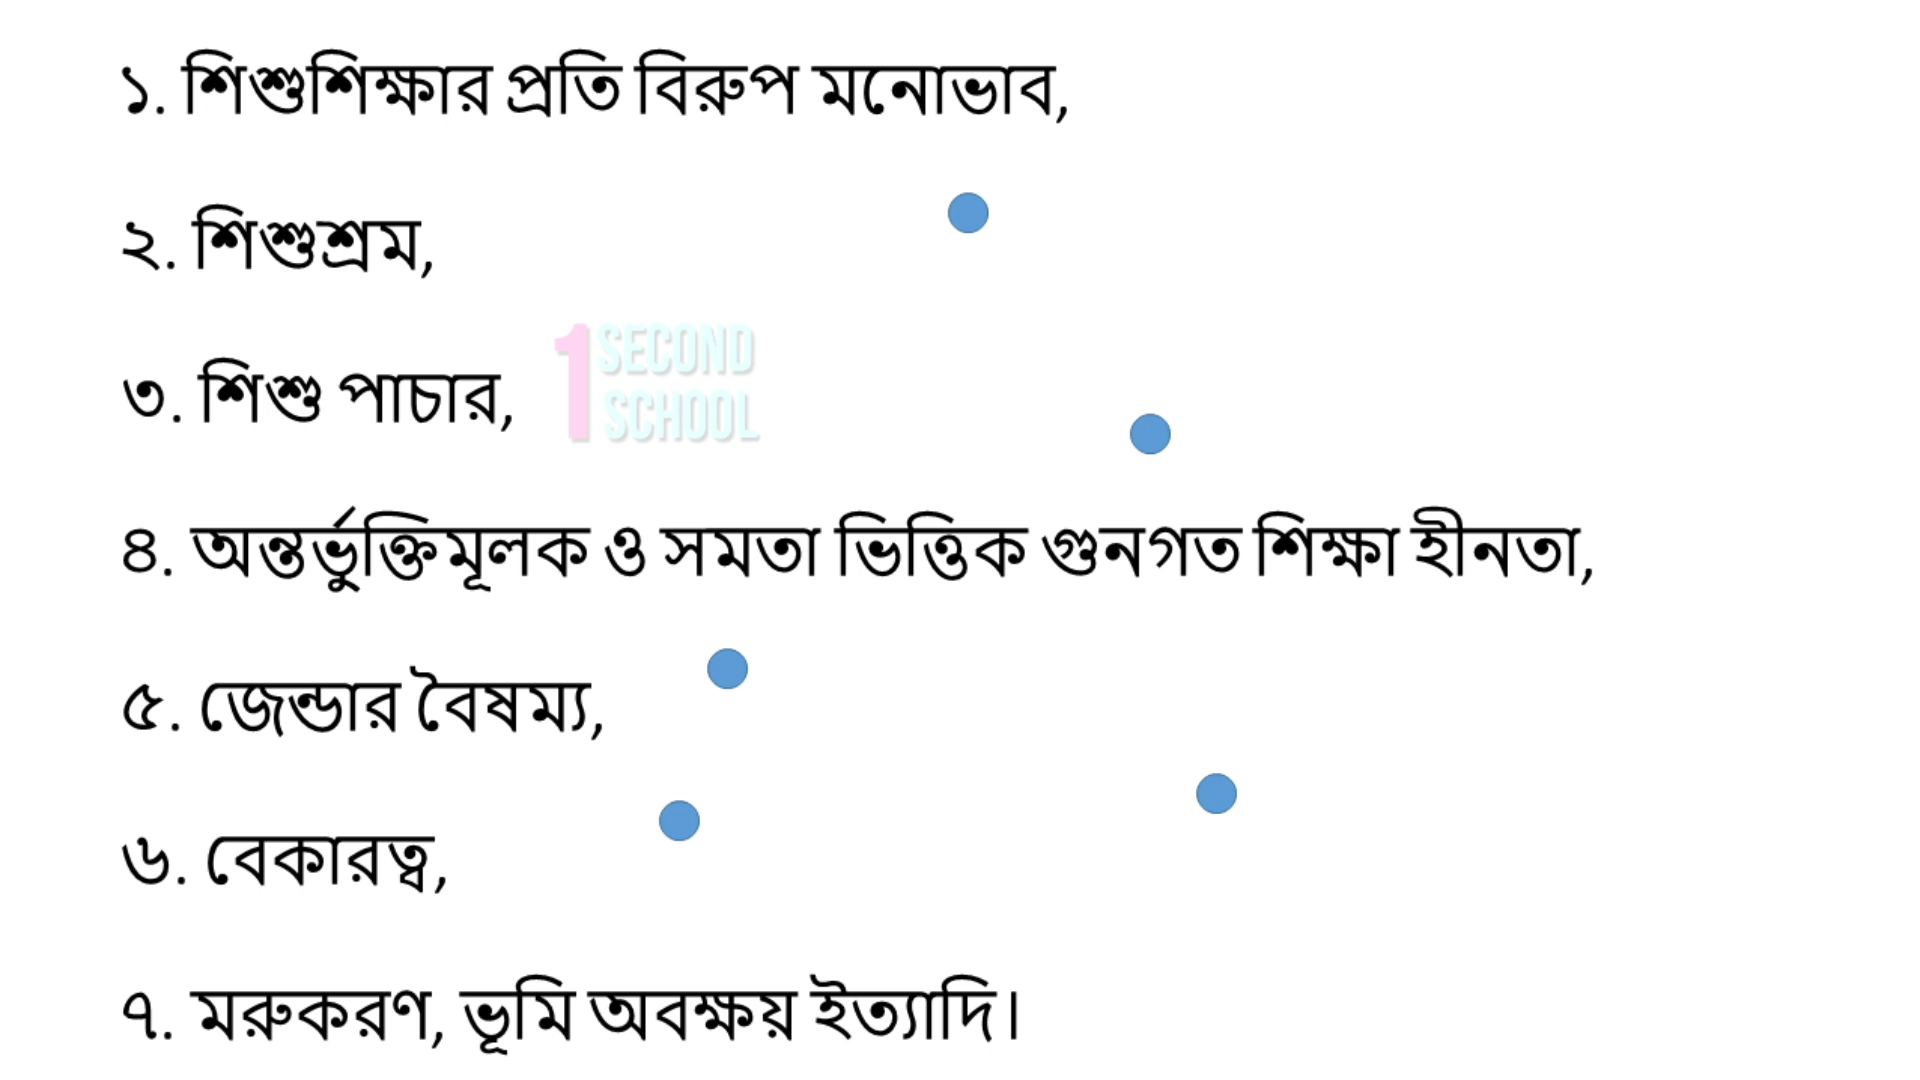 ১. শিশুশিক্ষার প্রতি বিরুপ মনোভাব,
২. শিশুশ্রম,
1 SECOND
SCHOOL
৩. শিশু পাচার,
৪. অন্তর্ভুক্তিমূলক ও সমতা ভিত্তিক গুনগত শিক্ষা হীনতা,
৫. জেন্ডার বৈষম্য,
৬. বেকারত্ব,
৭. মরুকরণ, ভূমি অবক্ষয় ইত্যাদি।